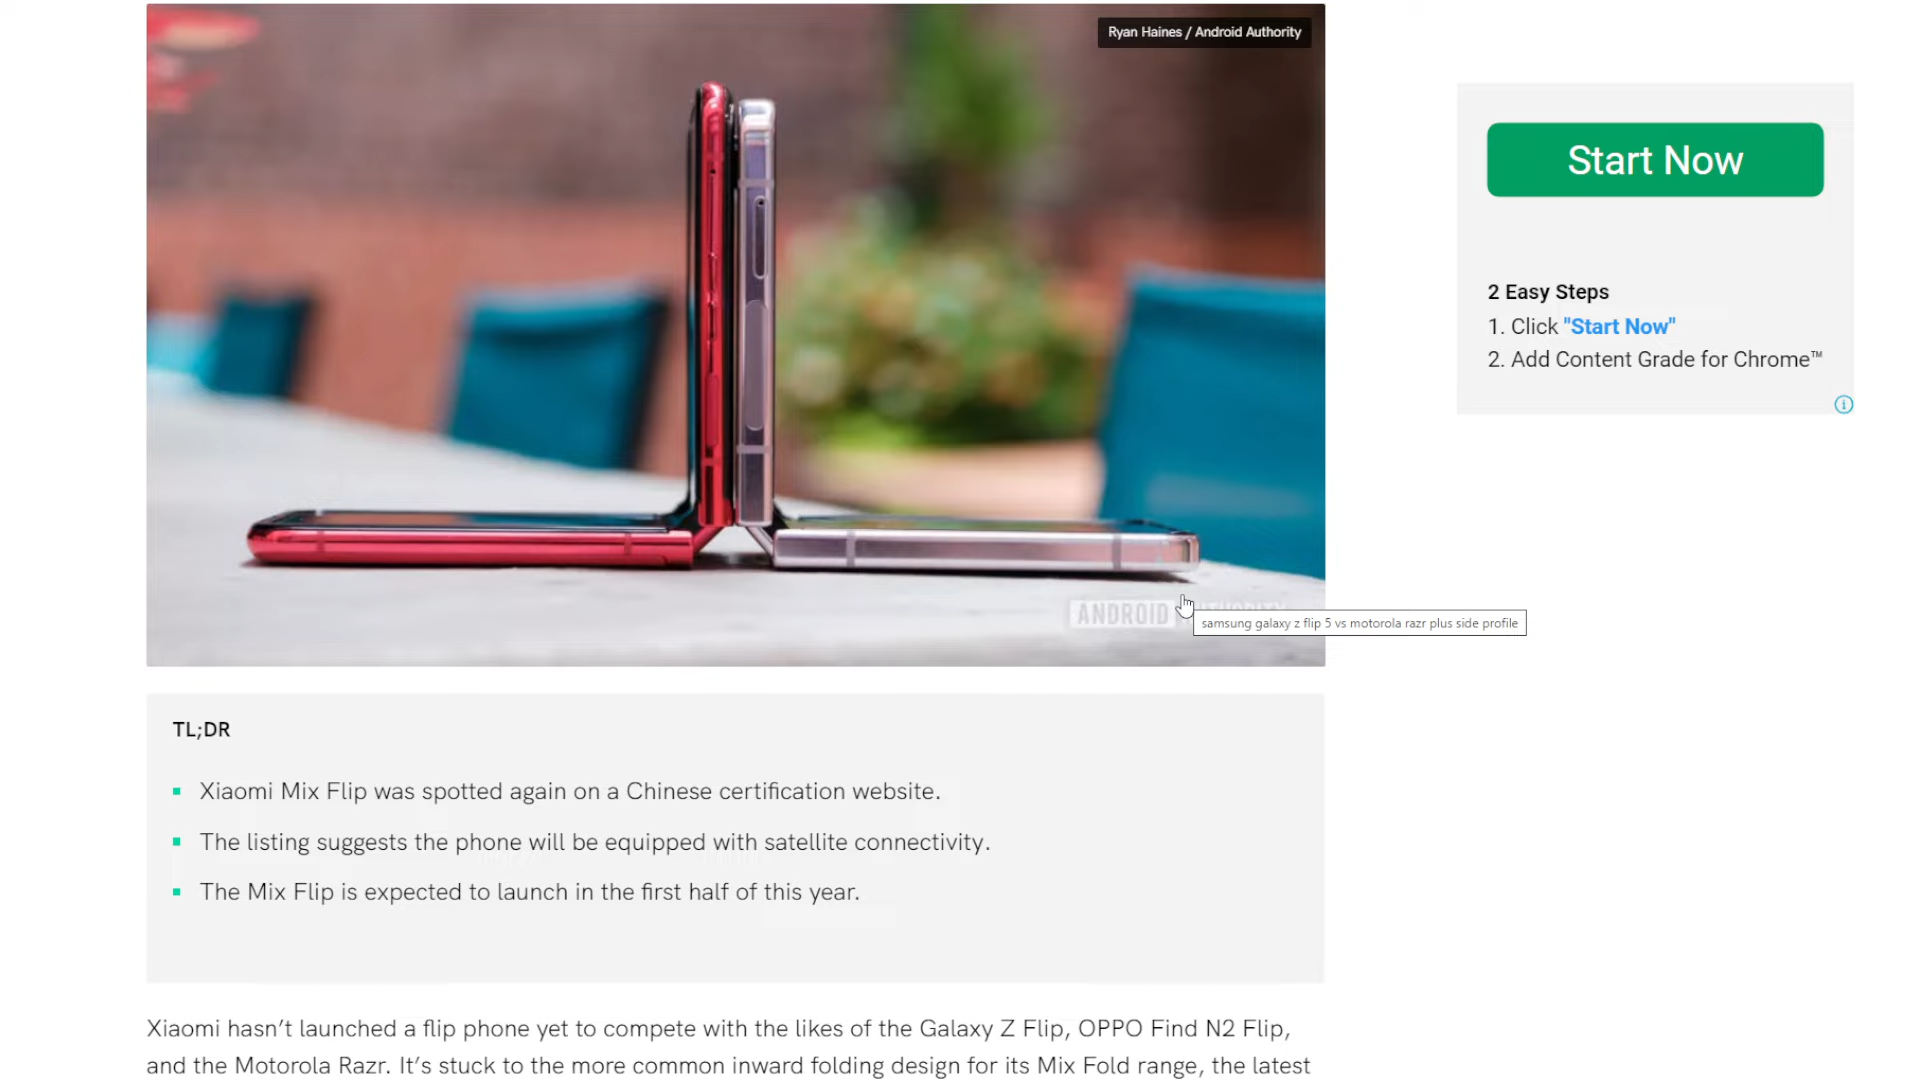 Ryan Haines / Android Authority
Start Now
2 Easy Steps
1. Click "Start Now"
2. Add Content Grade for Chrome™
ANDROID
samsung galaxy z flip 5 vs motorola razr plus side profile
TL;DR
Xiaomi Mix Flip was spotted again on a Chinese certification website.
The listing suggests the phone will be equipped with satellite connectivity.
The Mix Flip is expected to launch in the first half of this year.
Xiaomi hasn’t launched a flip phone yet to compete with the likes of the Galaxy Z Flip, OPPO Find N2 Flip,
and the Motorola Razr. It’s stuck to the more common inward folding design for its Mix Fold range, the latest